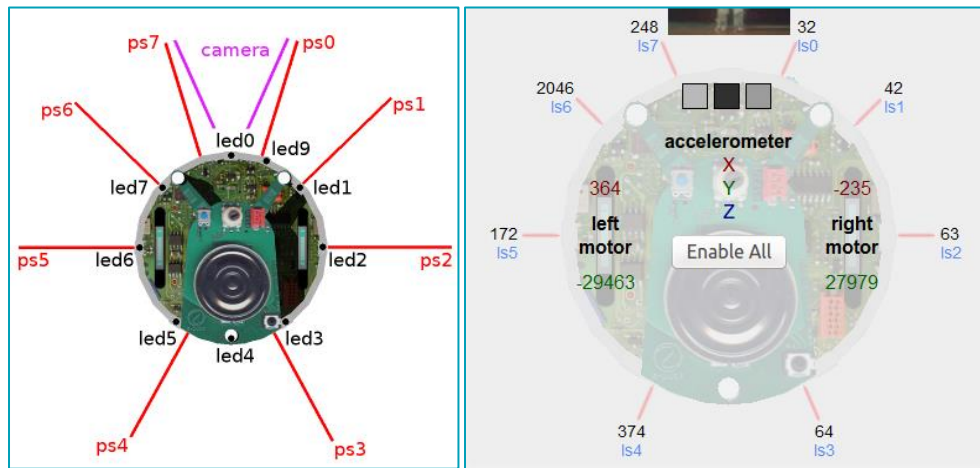 ps7
ps0
camera
ps6
ps1
led0
led9
led7
led1
ps5
led6
led2
ps2
led5
led3
led4
ps4
ps3
248
ls7
32
ls0
2046
ls6
42
ls1
accelerometer
X
364
Y
-235
Z
left
motor
right
motor
172
ls5
63
ls2
Enable All
-29463
27979
374
ls4
64
ls3